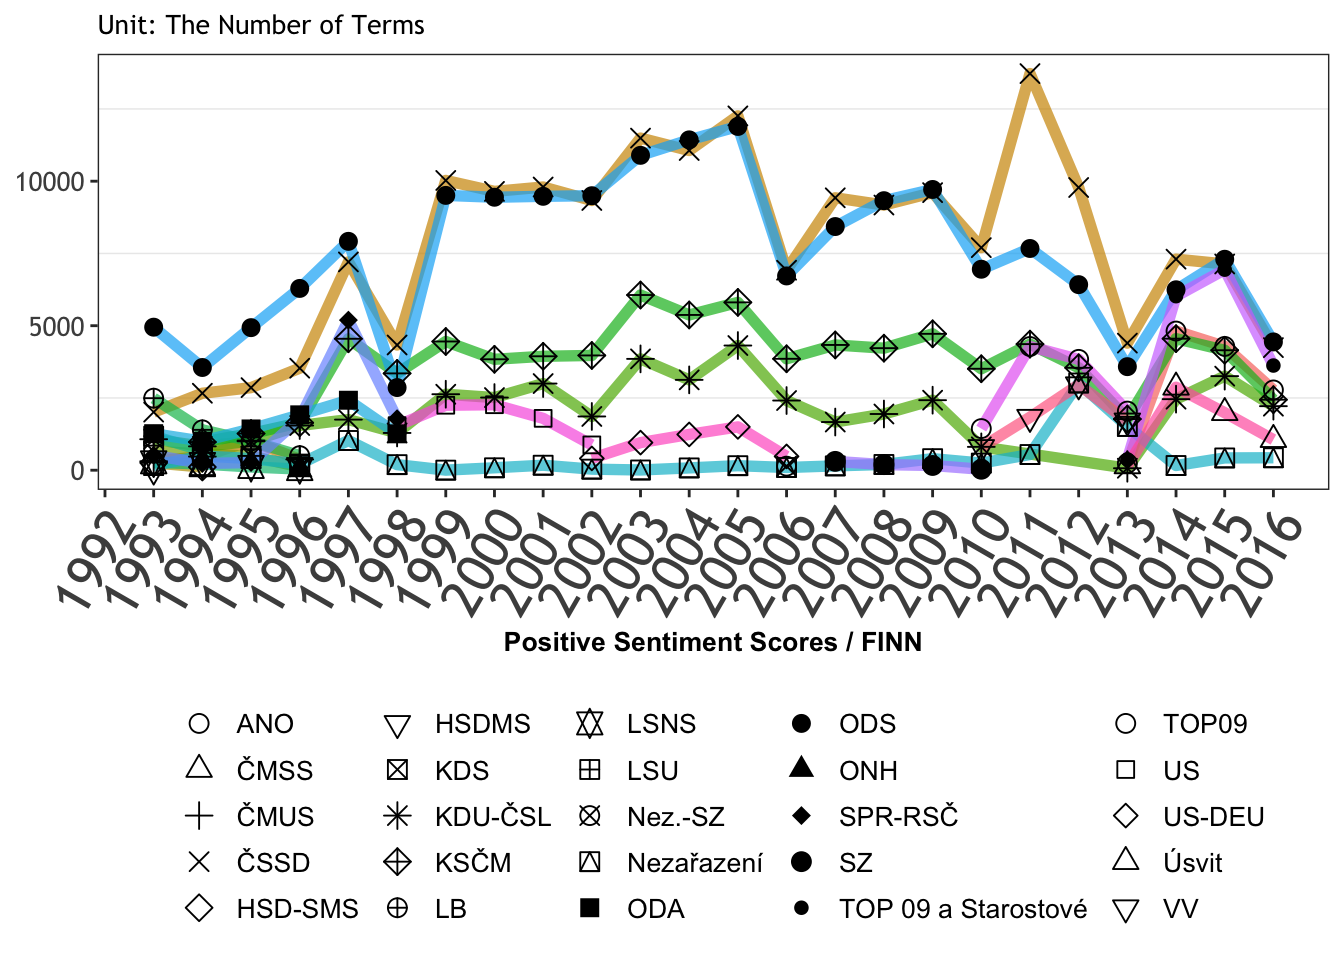 Unit: The Number of Terms
10000
5000
0
1992 1993 1994 1995 1996 1997 1998 1999 2000 2001 2002 2003 2004 2005 2006 2007 2008 2009 2010 2011 2012 2013 2014 2015 2016
Positive Sentiment Scores / FINN
ANO HSDMS LSNS ODS TOP09
ČMSS KDS LSU ONH US
ČMUS KDU-ČSL Nez.-SZ SPR-RSČ US-DEU
ČSSD KSČM Nezařazení SZ Úsvit
HSD-SMS LB ODA TOP 09 a Starostové VV